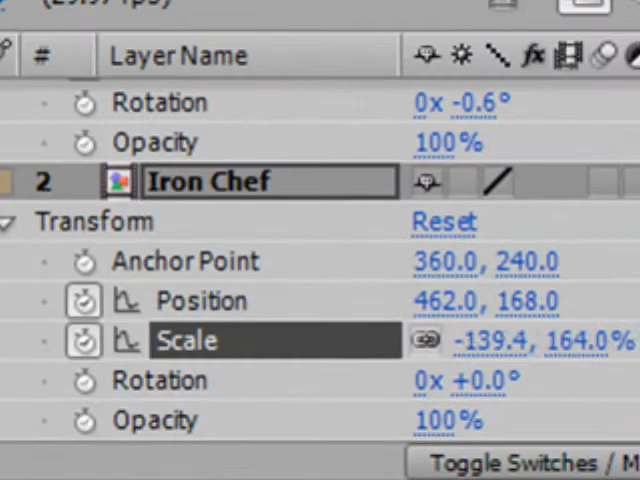 # Layer Name fx
Rotation 0x -0.6°
Opacity 100%
2 Iron Chef
Transform Reset
Anchor Point 360.0, 240.0
Position 462.0, 168.0
Scale -139.4, 164.0%
Rotation 0x +0.0°
Opacity 100%
Toggle Switches / M